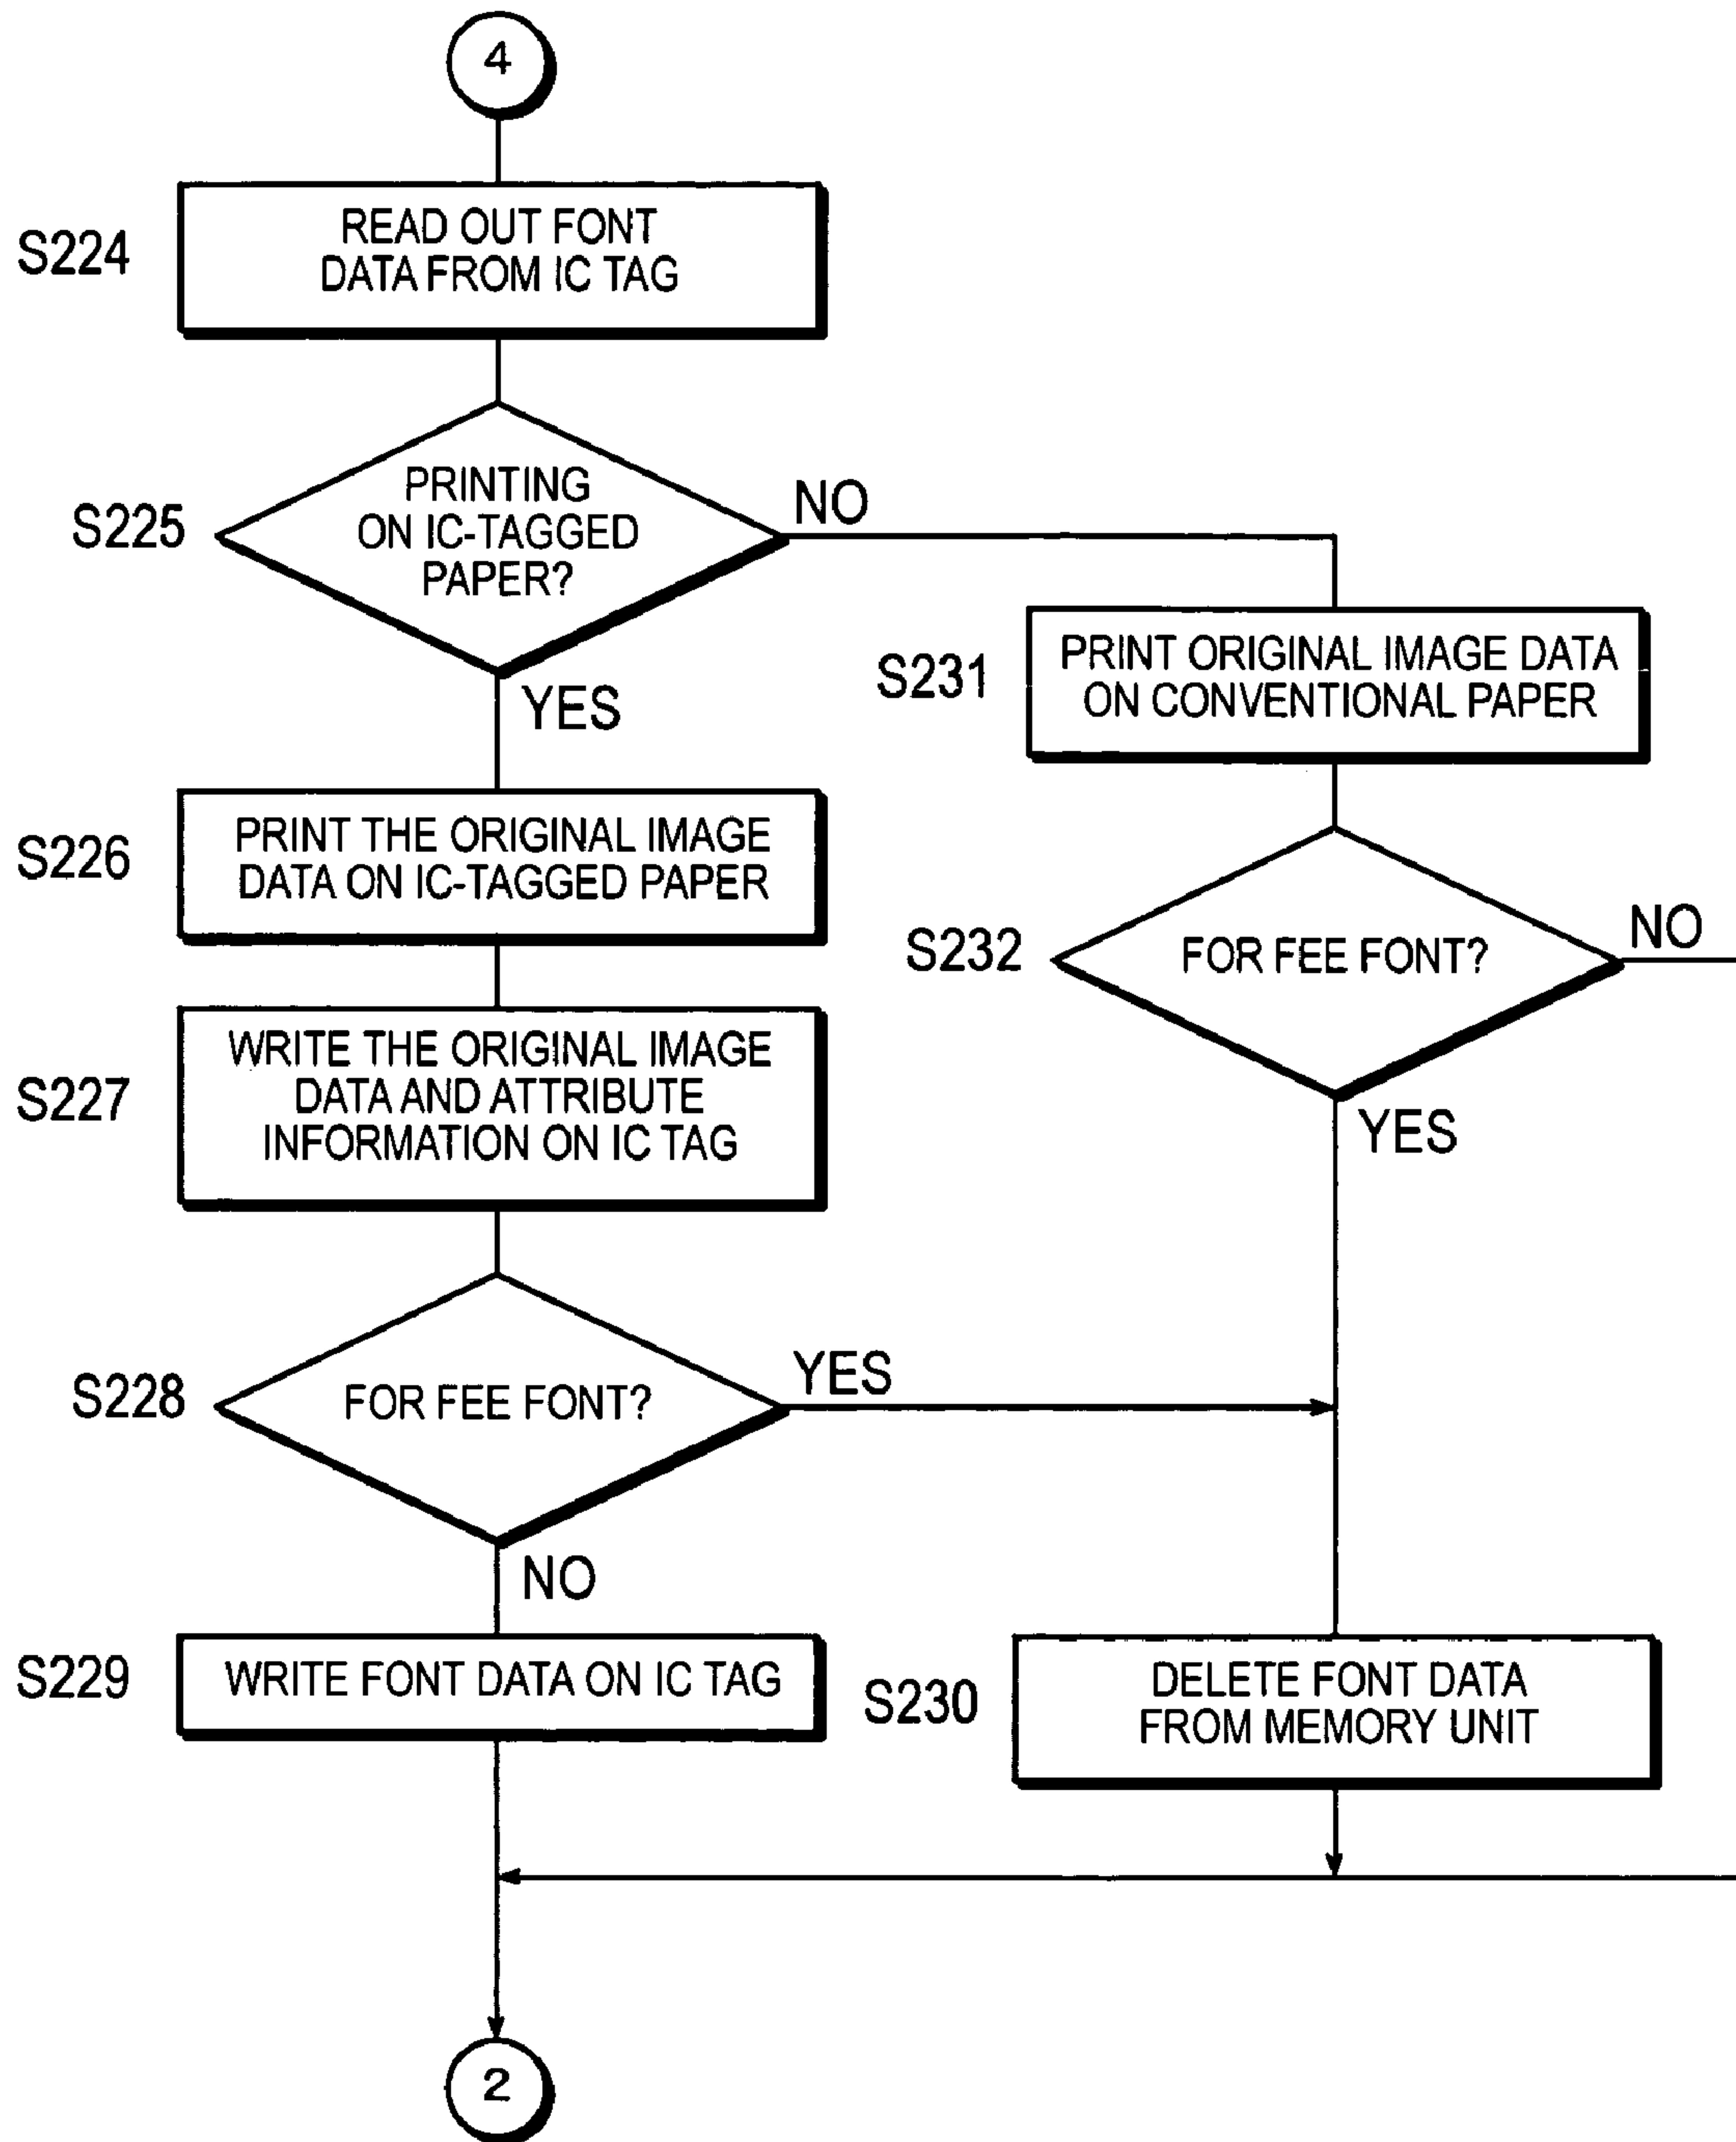 4
S224
READ OUT FONT
DATA FROM IC TAG
S225
PRINTING
ON IC-TAGGED
PAPER?
NO
YES
S231
PRINT ORIGINAL IMAGE DATA
ON CONVENTIONAL PAPER
S226
PRINT THE ORIGINAL IMAGE
DATA ON IC-TAGGED PAPER
S232
FOR FEE FONT?
NO
YES
S227
WRITE THE ORIGINAL IMAGE
DATA AND ATTRIBUTE
INFORMATION ON IC TAG
S228
FOR FEE FONT?
YES
NO
S229
WRITE FONT DATA ON IC TAG
S230
DELETE FONT DATA
FROM MEMORY UNIT
2